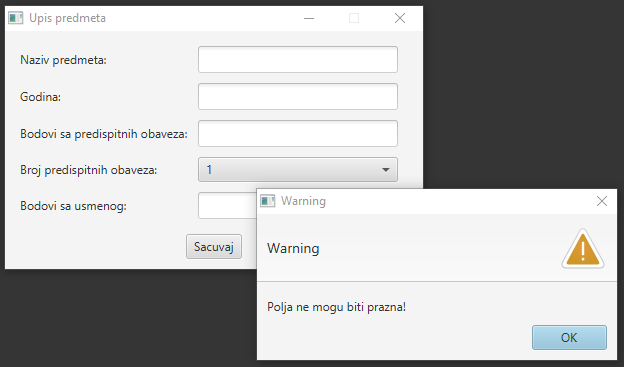 Upis predmeta
Naziv predmeta:
Godina:
Bodovi sa predispitnih obaveza:
Broj predispitnih obaveza:
1
Bodovi sa usmenog:
Sacuvaj
Warning
Warning
Polja ne mogu biti prazna!
OK